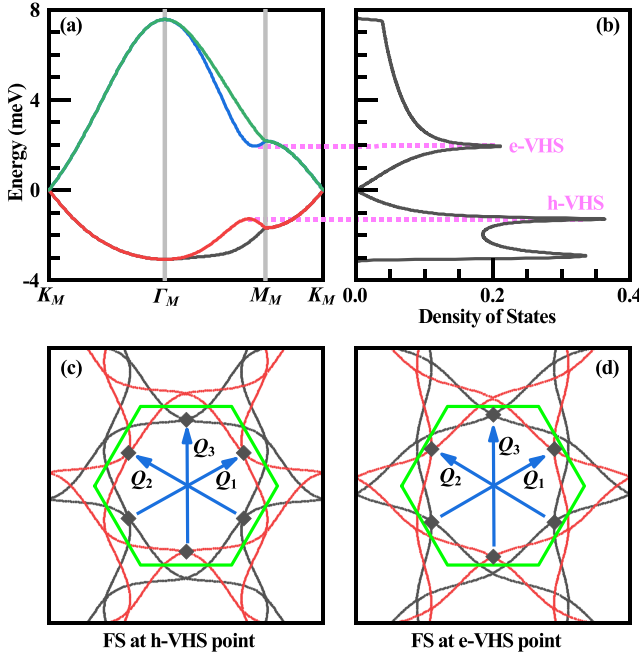 (a)
(b)
8
4
0
-4
Energy (meV)
e-VHS
h-VHS
K_M Γ_M M_M K_M
0.0 0.2 0.4
Density of States
(c)
Q_3
Q_2 Q_1
(d)
Q_3
Q_2 Q_1
FS at h-VHS point
FS at e-VHS point